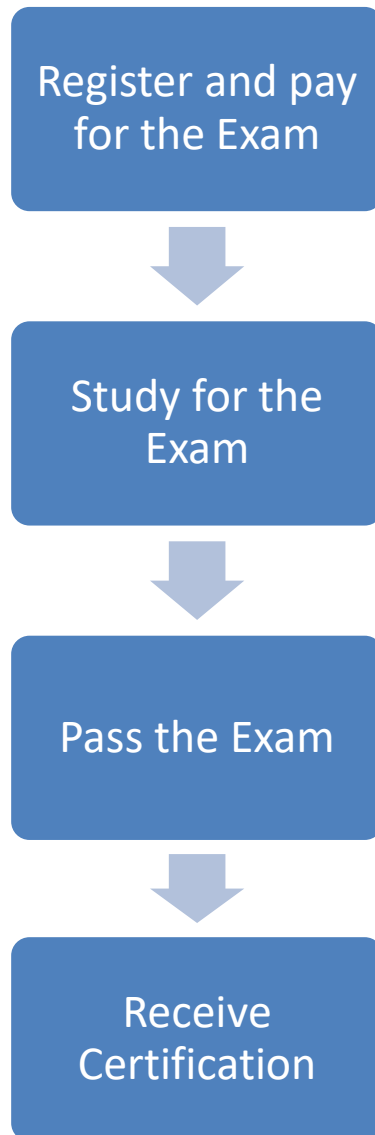 Register and pay
for the Exam
Study for the
Exam
Pass the Exam
Receive
Certification